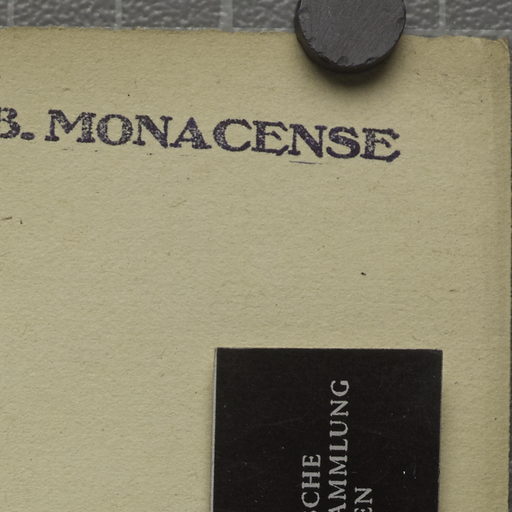 B. MONACENSE
SCHE
AMMLUNG
EN